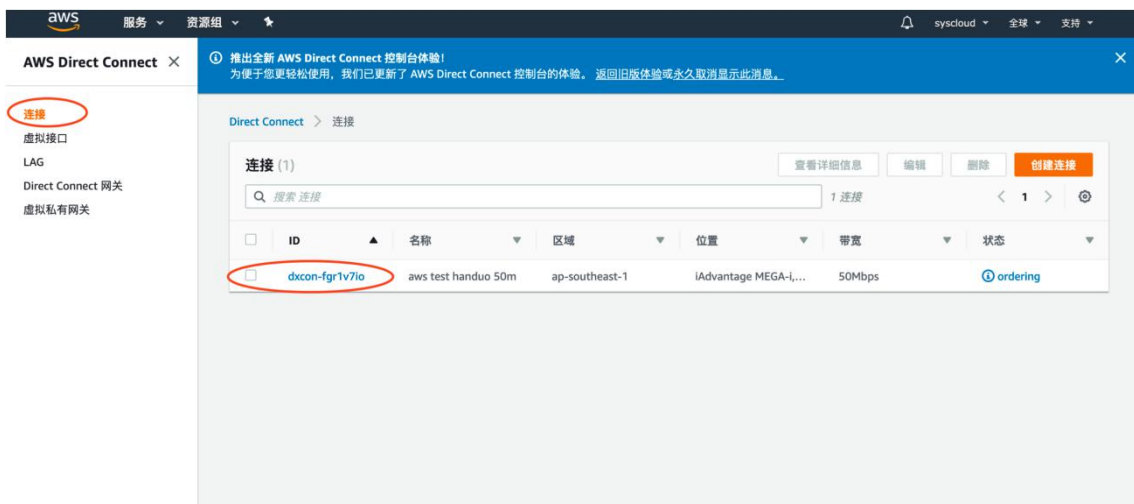 aws 服务 资源组 syscloud 全球 支持
AWS Direct Connect
推出全新 AWS Direct Connect 控制台体验!
为便于您更轻松使用，我们已更新了 AWS Direct Connect 控制台的体验。 返回旧版体验或永久取消显示此消息。
连接
虚拟接口
LAG
Direct Connect 网关
虚拟私有网关
Direct Connect > 连接
连接 (1) 查看详细信息 编辑 删除 创建连接
搜索 连接 1 连接 < 1 >
ID 名称 区域 位置 带宽 状态
dxcon-fgr1v7io aws test handuo 50m ap-southeast-1 iAdvantage MEGA-i,... 50Mbps ordering